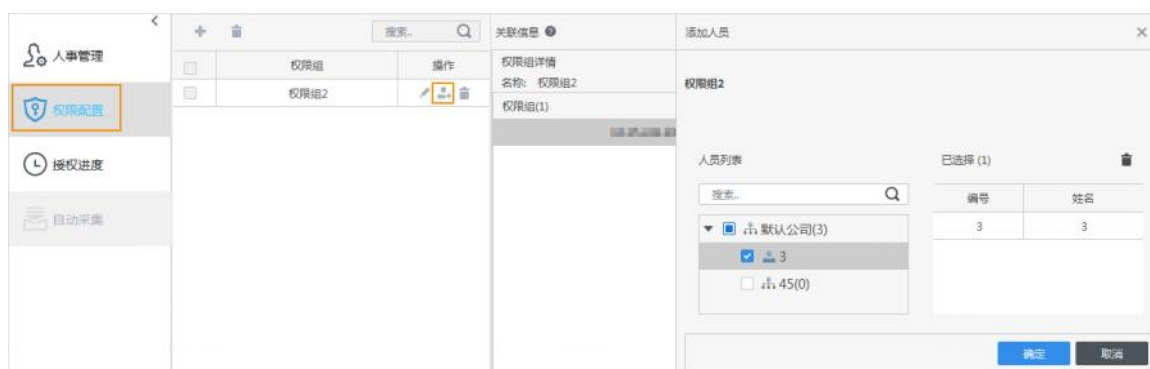 人事管理
权限配置
授权进度
自动采集
搜索..
权限组
操作
权限组2
关联信息
权限组详情
名称: 权限组2
权限组(1)
添加人员
权限组2
人员列表
搜索..
默认公司(3)
3
45(0)
已选择 (1)
编号
姓名
3
3
确定
取消